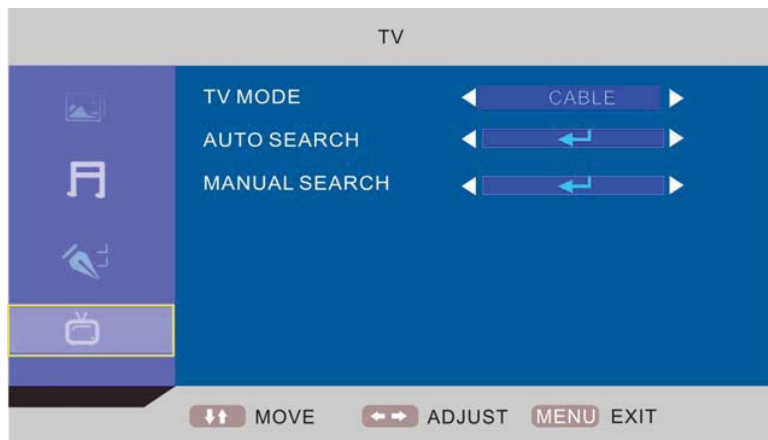 TV
TV MODE CABLE
AUTO SEARCH
MANUAL SEARCH
MOVE ADJUST MENU EXIT